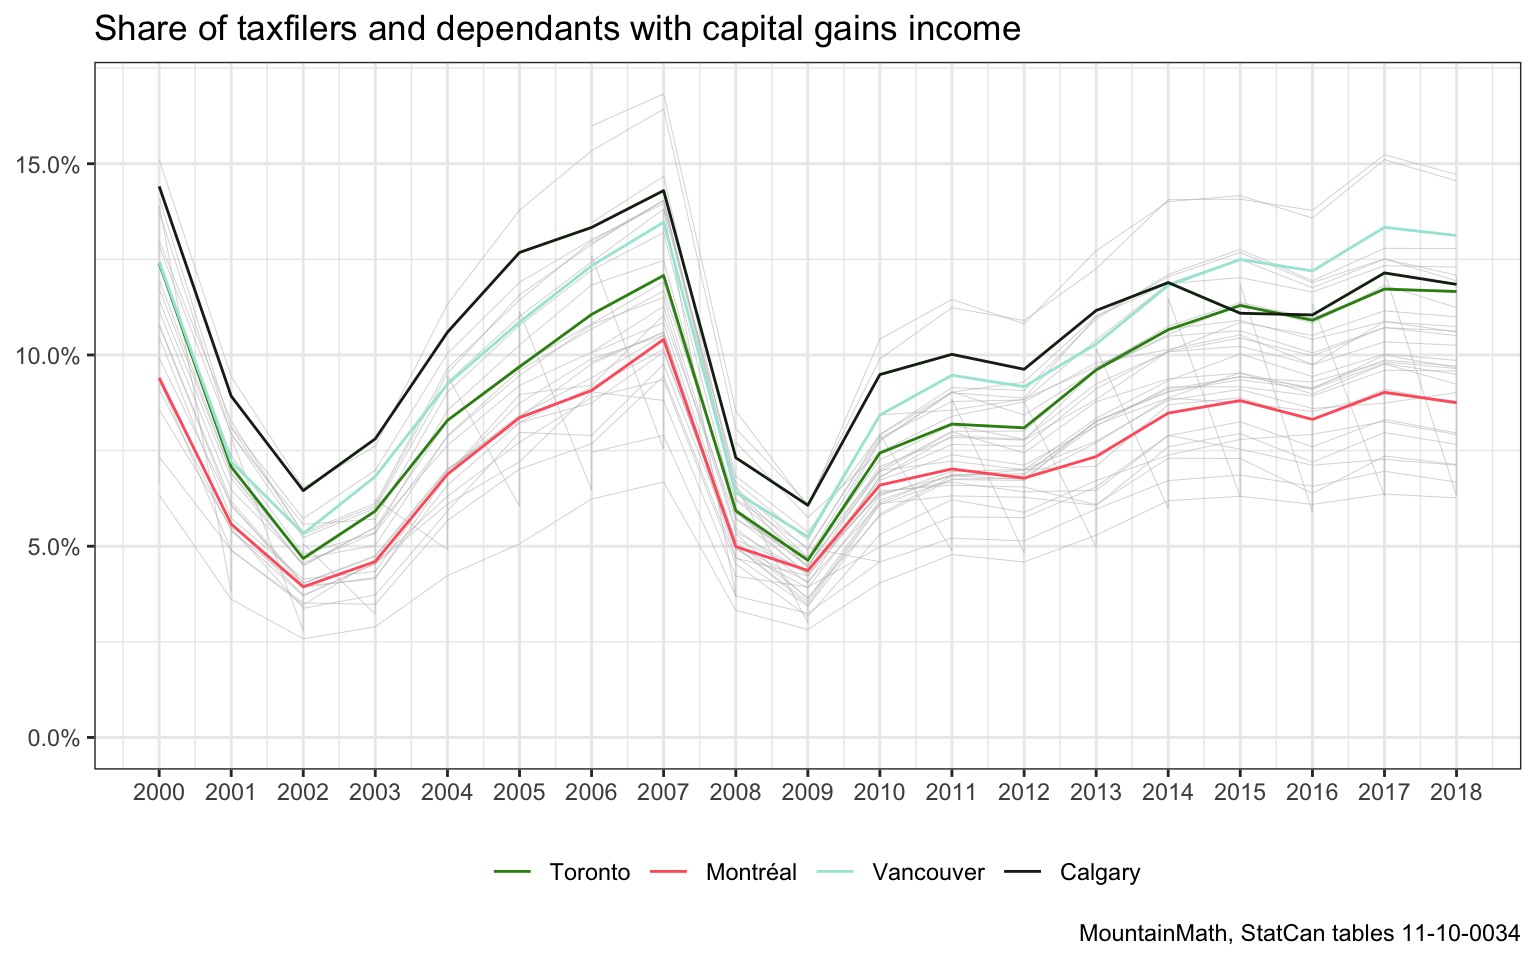 Share of taxfilers and dependants with capital gains income
15.0%
10.0%
5.0%
0.0%
2000 2001 2002 2003 2004 2005 2006 2007 2008 2009 2010 2011 2012 2013 2014 2015 2016 2017 2018
Toronto Montréal Vancouver Calgary
MountainMath, StatCan tables 11-10-0034